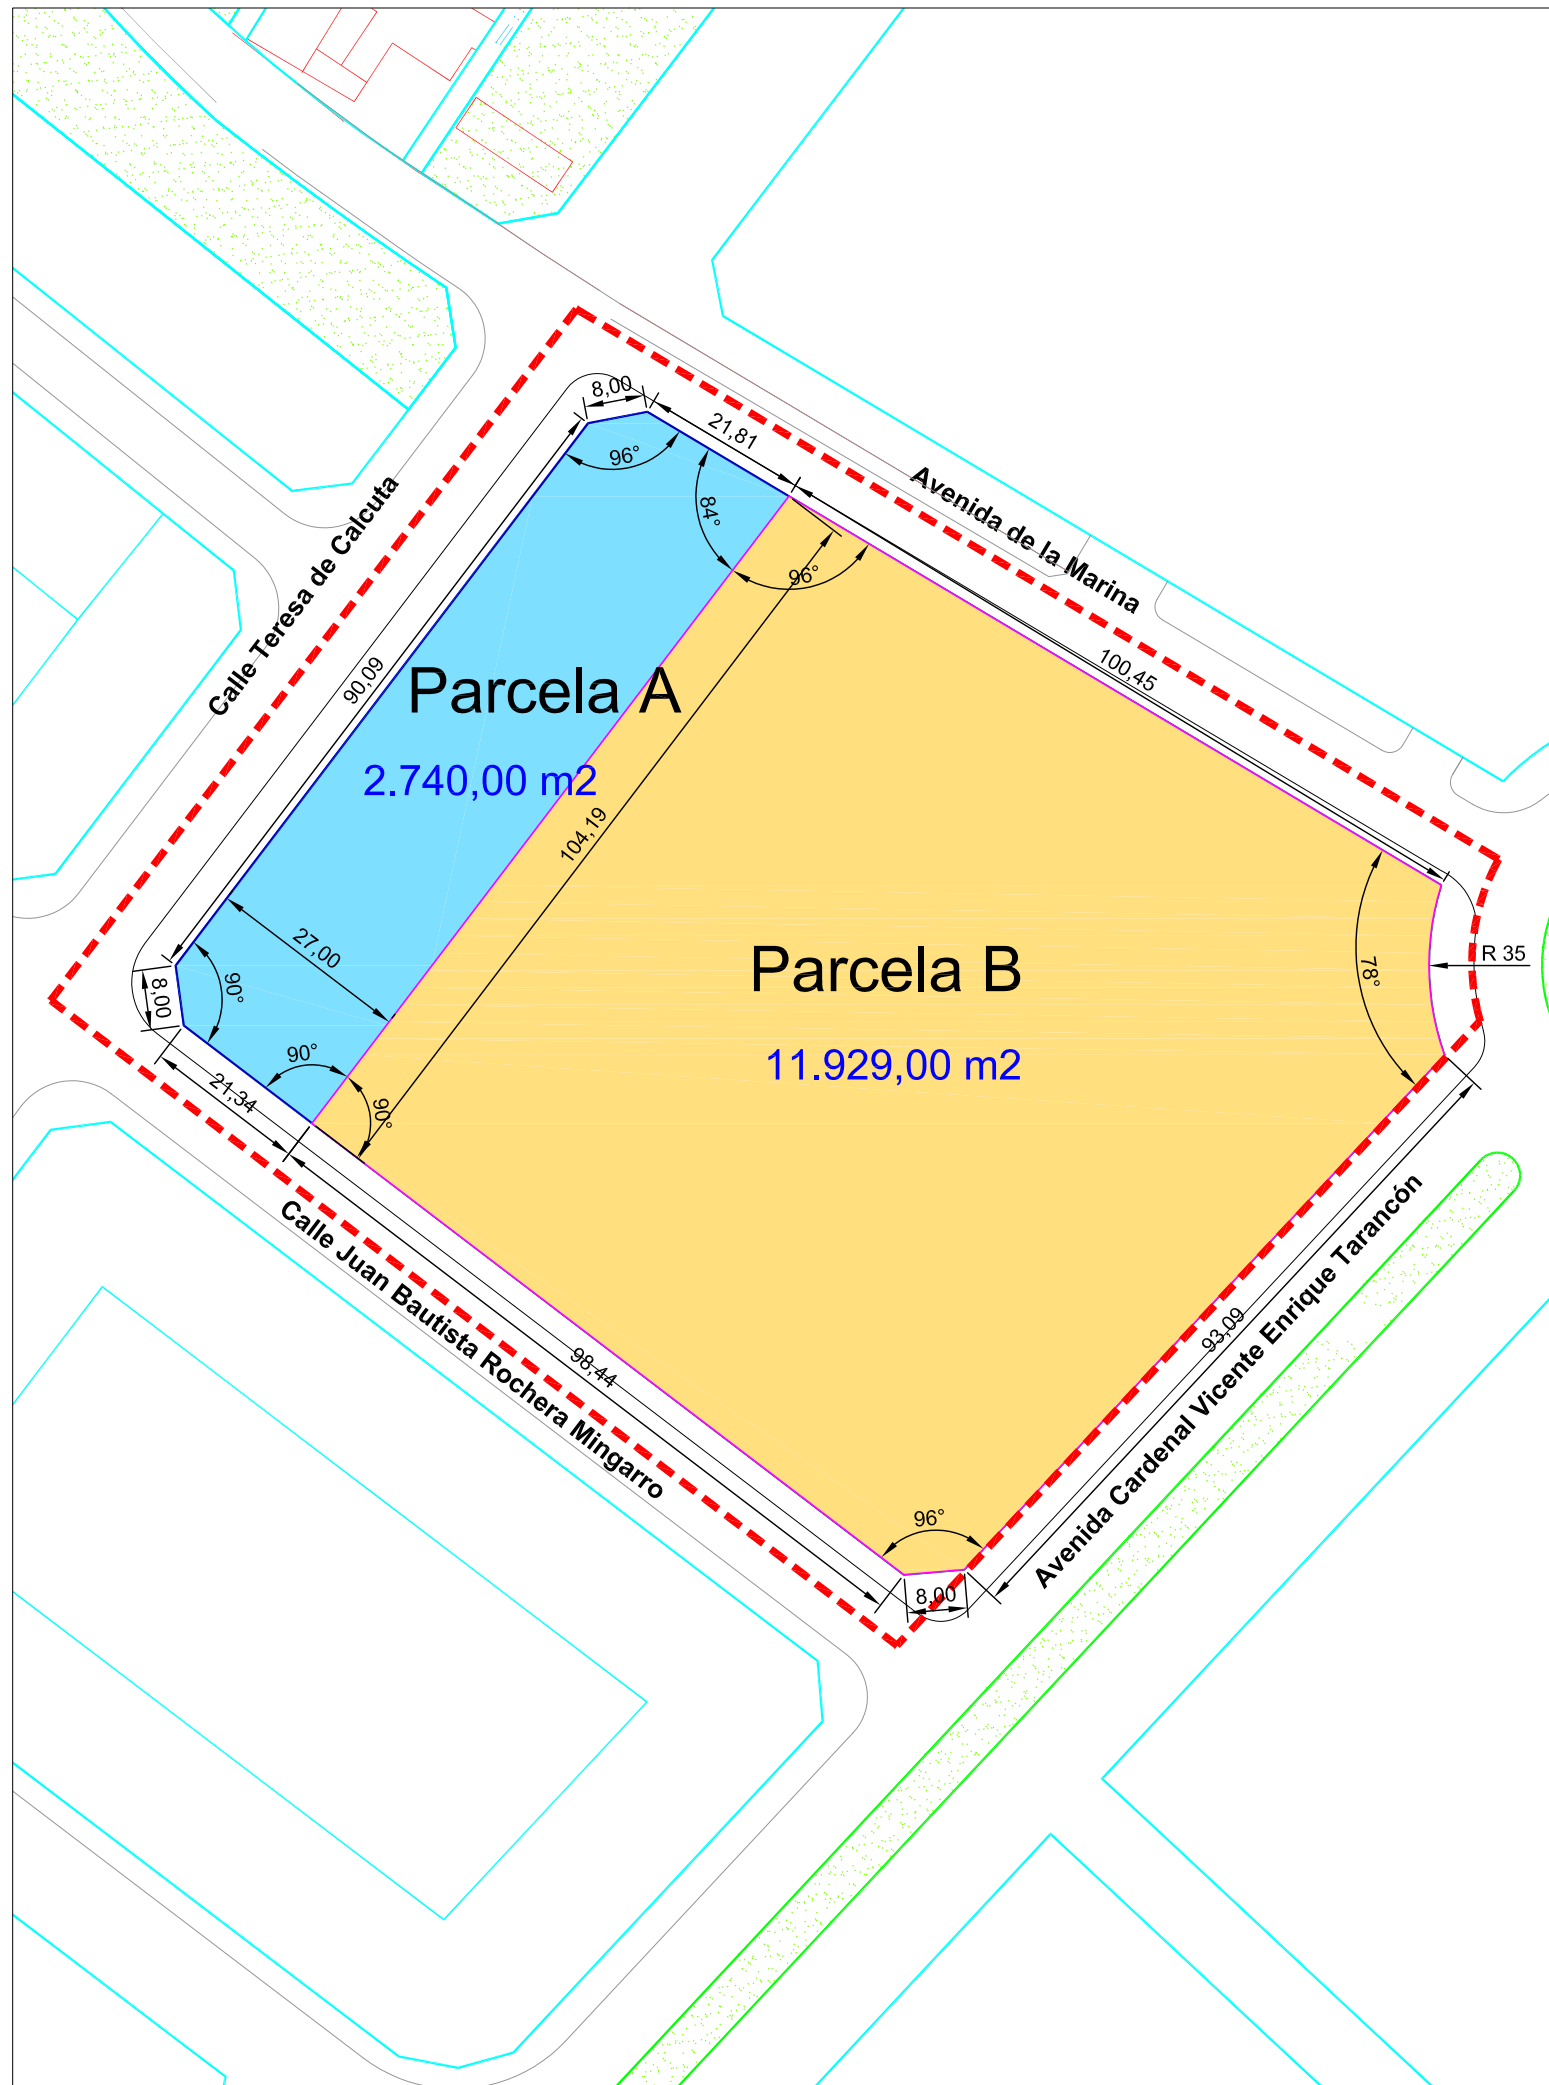 8,00
21,81
96°
84°
96°
Avenida de la Marina
Calle Teresa de Calcuta
90,09
Parcela A
2.740,00 m2
100,45
104,19
27,00
Parcela B
11.929,00 m2
78°
R 35
90°
8,00
90°
90°
21,34
Calle Juan Bautista Rochera Mingarro
98,44
93,09
Avenida Cardenal Vicente Enrique Tarancón
96°
8,00